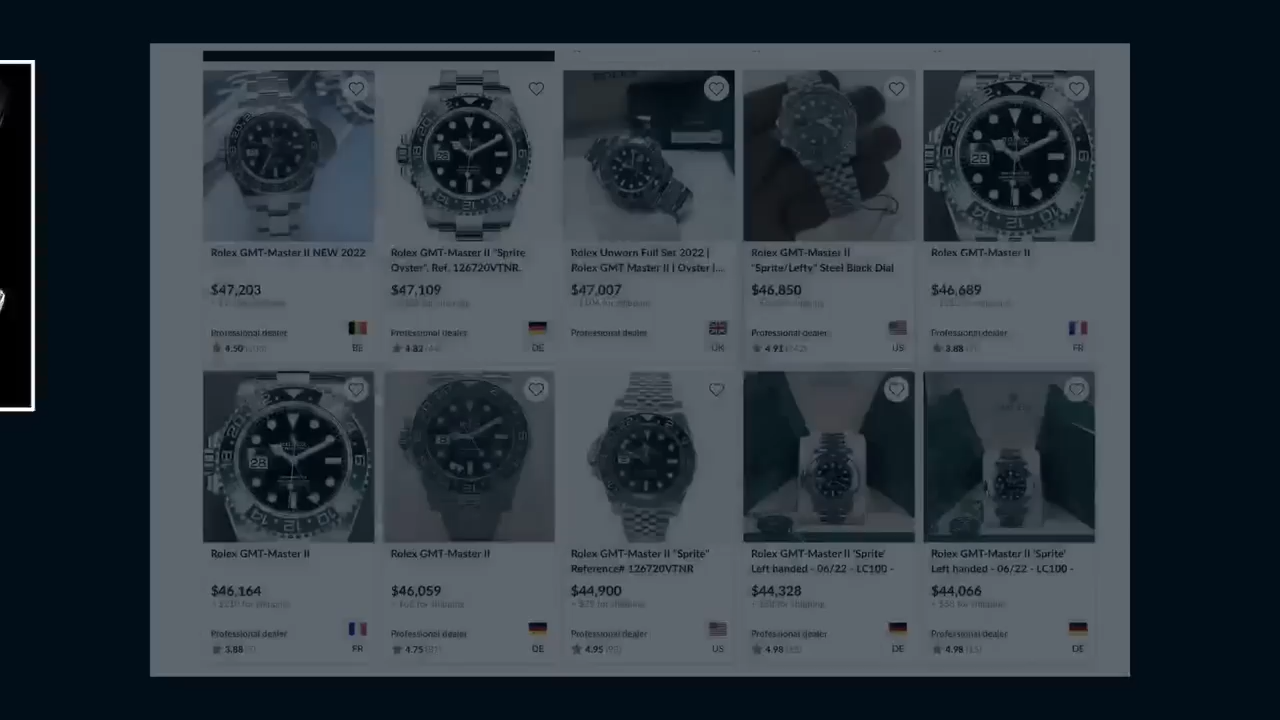 Rolex GMT-Master II NEW 2022
$47,203
Professional dealer
4.90
BE
Rolex GMT-Master II "Sprite
Oyster". Ref. 126720VTNR.
$47,109
Professional dealer
DE
Rolex Unworn Full Set 2022 |
Rolex GMT Master II | Oyster |...
$47,007
Professional dealer
UK
Rolex GMT-Master II
"Sprite/Lefty" Steel Black Dial
$46,850
Professional dealer
4.91
US
Rolex GMT-Master II
$46,689
Professional dealer
3.88
FR
Rolex GMT-Master II
$46,164
Professional dealer
3.88
FR
Rolex GMT-Master II
$46,059
Professional dealer
4.75
DE
Rolex GMT-Master II "Sprite"
Reference# 126720VTNR
$44,900
+ $75 for shipping
Professional dealer
4.95
US
Rolex GMT-Master II 'Sprite'
Left handed - 06/22 - LC100 -
$44,328
for shipping
Professional dealer
4.98
DE
Rolex GMT-Master II 'Sprite'
Left handed - 06/22 - LC100 -
$44,066
for shipping
Professional dealer
4.98
DE